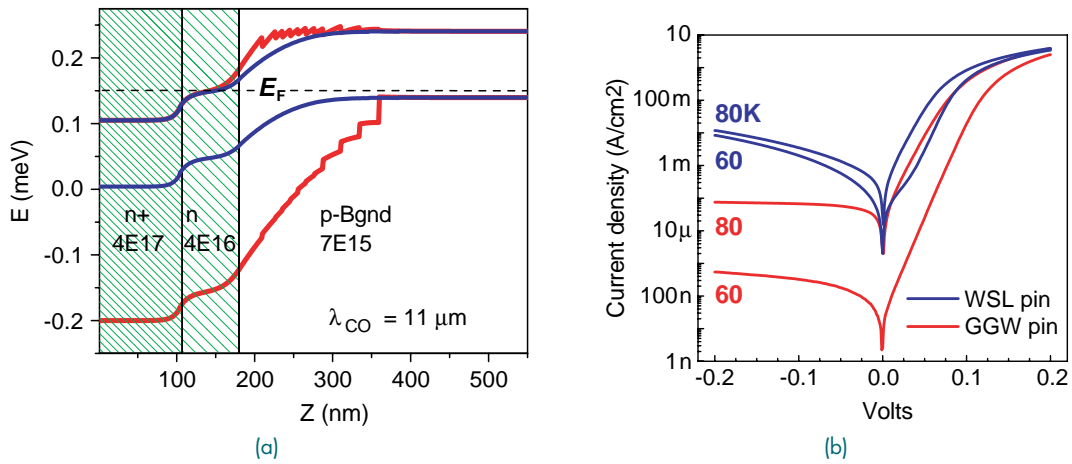 E (meV)
0.2
0.1
0.0
-0.1
-0.2
E_F
n+
4E17
n
4E16
p-Bgnd
7E15
λ_CO = 11 μm
100
200
300
400
500
Z (nm)
(a)
Current density (A/cm2)
100m
1m
10μ
100n
1n
80K
60
80
60
WSL pin
GGW pin
-0.2
-0.1
0.0
0.1
0.2
Volts
(b)